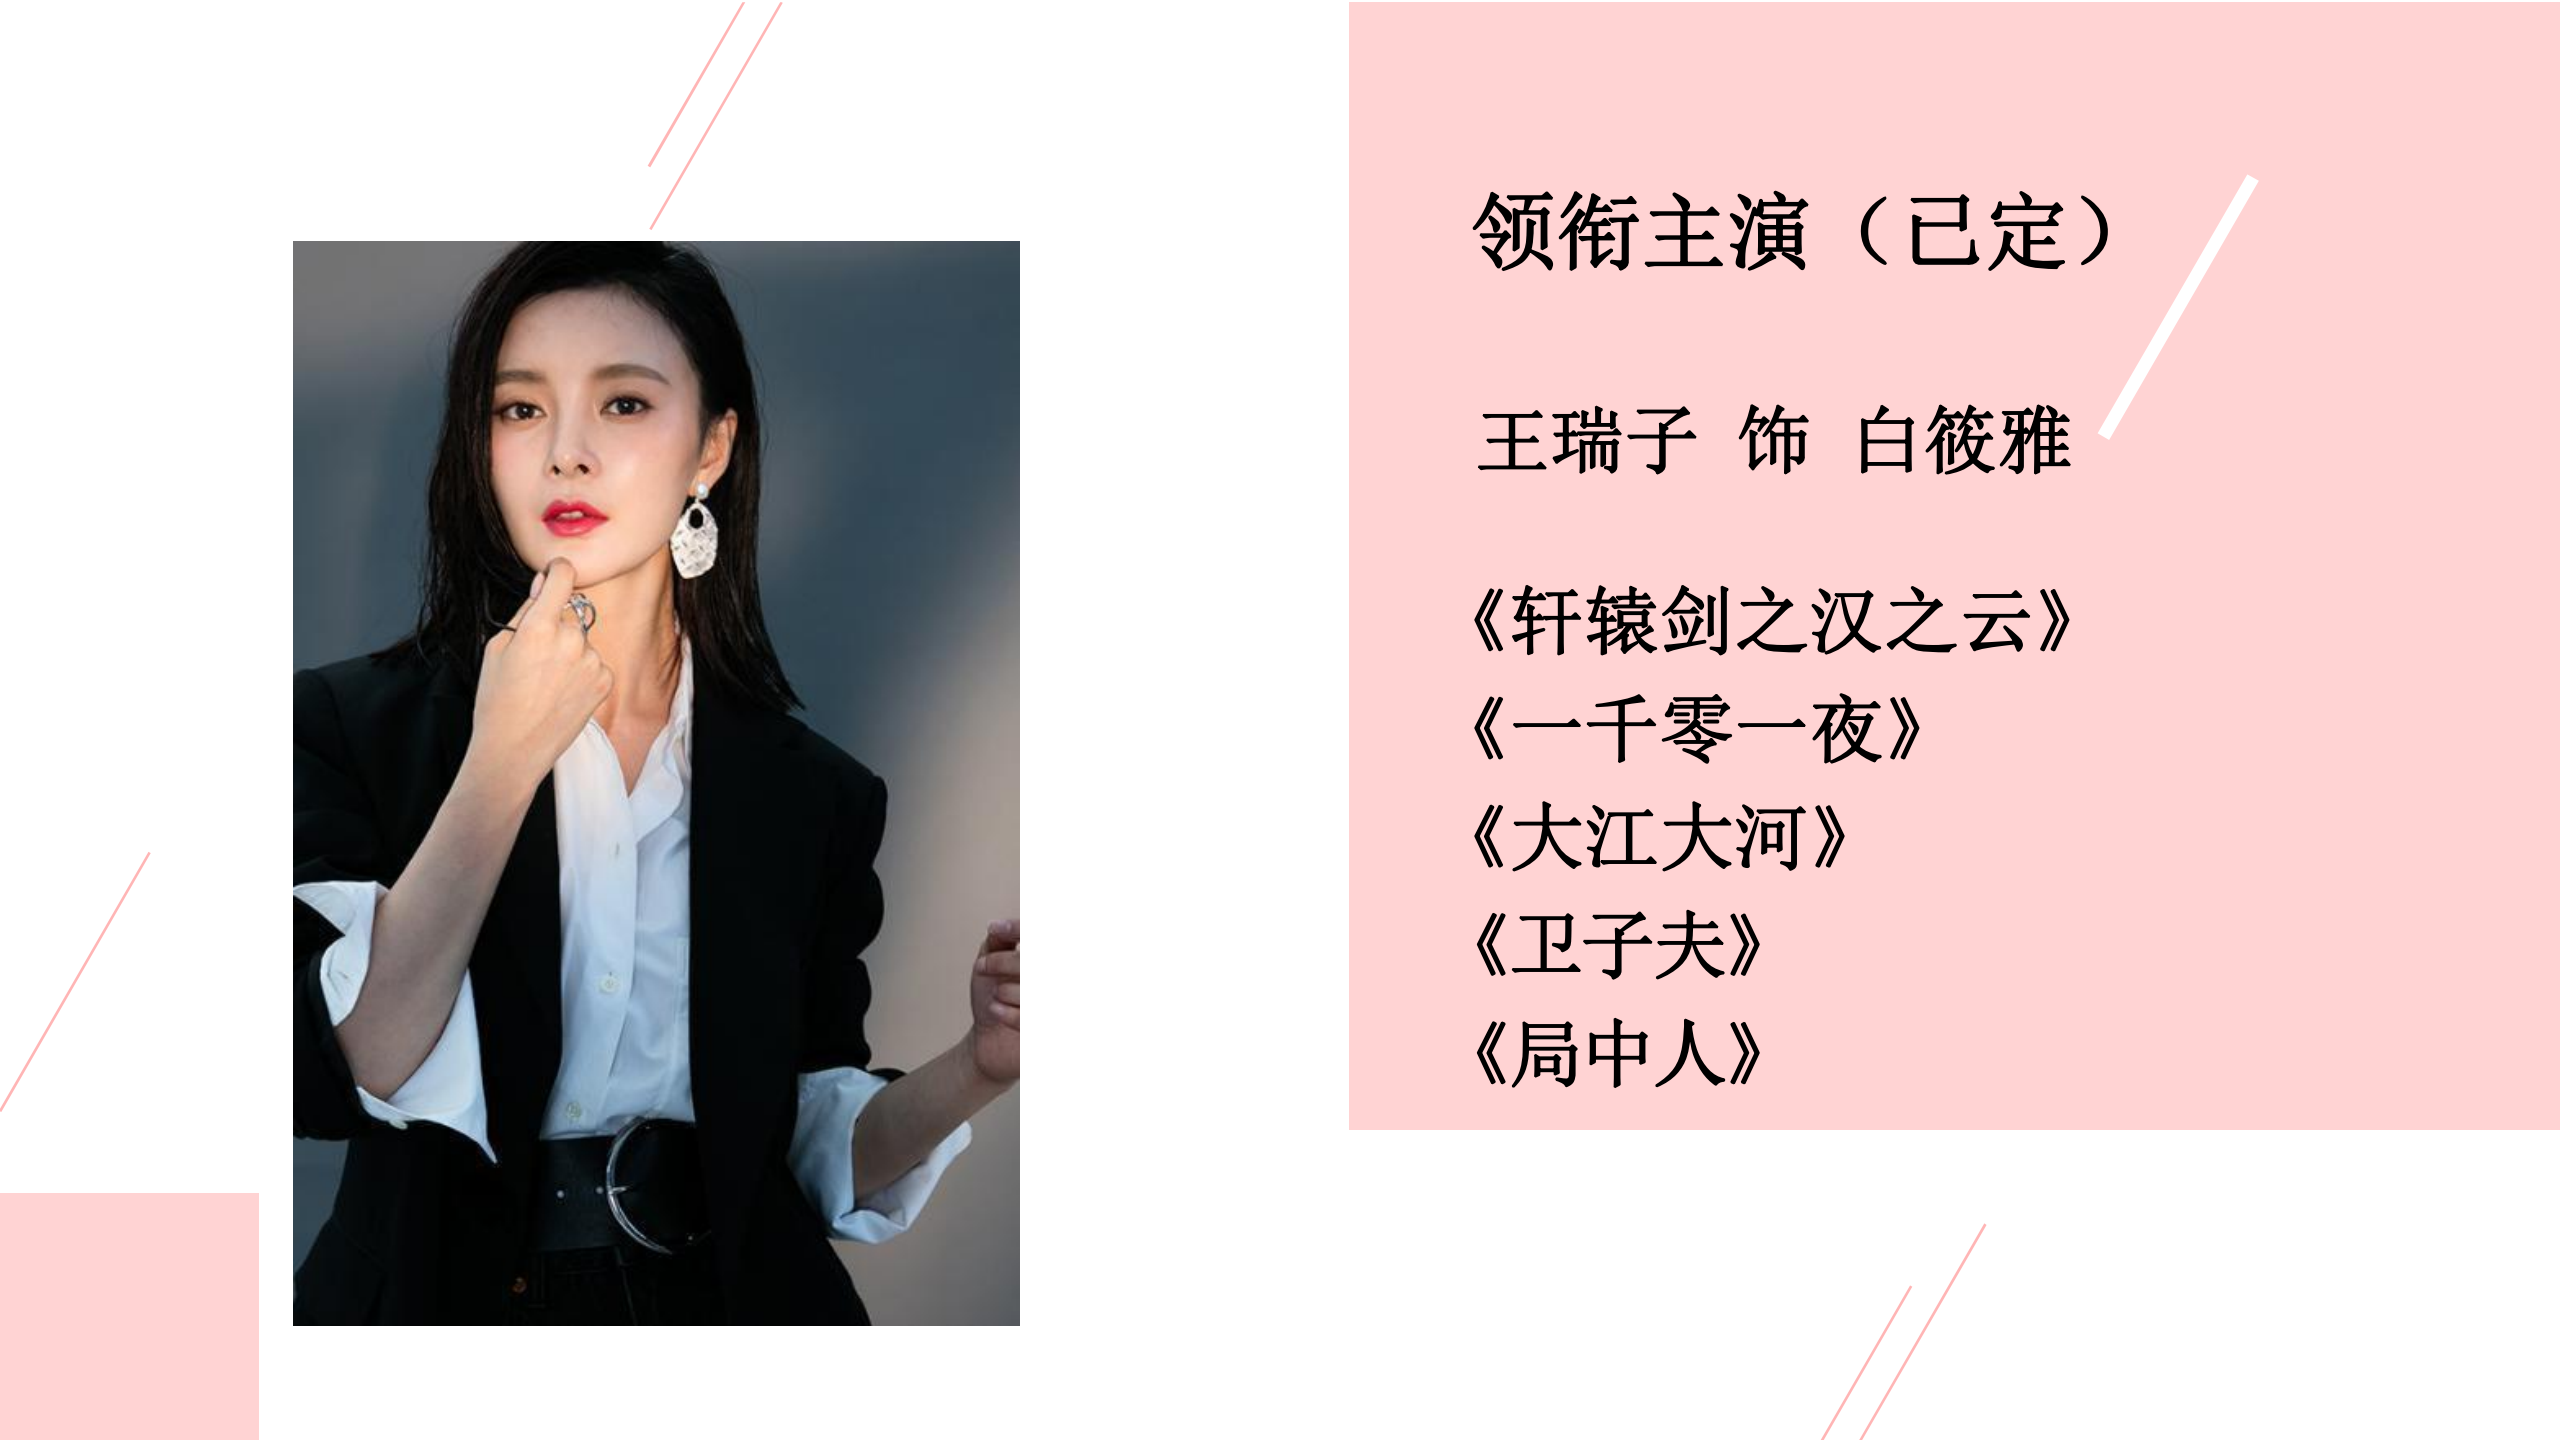 领衔主演（已定）
王瑞子 饰 白筱雅
《轩辕剑之汉之云》
《一千零一夜》
《大江大河》
《卫子夫》
《局中人》